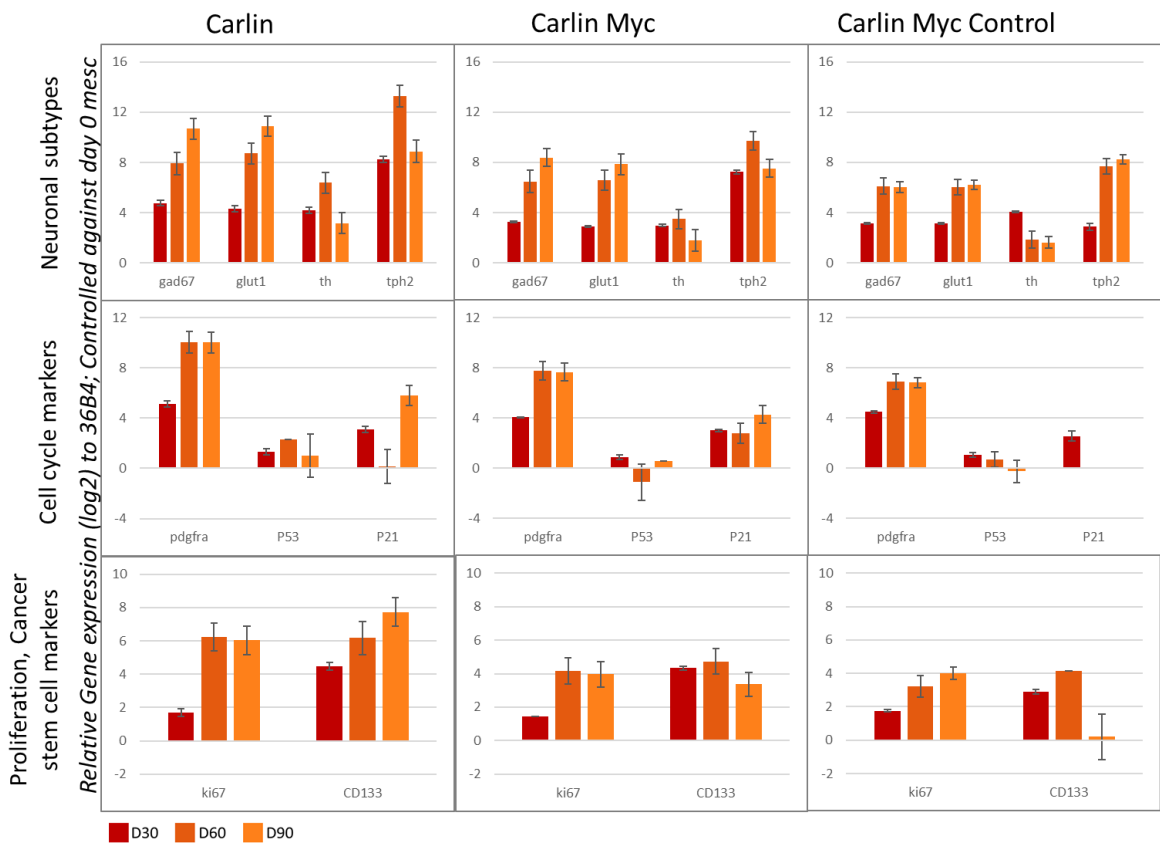 Carlin
Carlin Myc
Carlin Myc Control
Neuronal subtypes
Cell cycle markers
Proliferation, Cancer
stem cell markers
Relative Gene expression (log2) to 36B4; Controlled against day 0 mesc
16
12
8
4
0
gad67 glut1 th tph2
16
12
8
4
0
gad67 glut1 th tph2
16
12
8
4
0
gad67 glut1 th tph2
12
8
4
0
-4
pdgfra P53 P21
12
8
4
0
-4
pdgfra P53 P21
12
8
4
0
-4
pdgfra P53 P21
10
8
6
4
2
0
-2
ki67 CD133
10
8
6
4
2
0
-2
ki67 CD133
10
8
6
4
2
0
-2
ki67 CD133
D30 D60 D90